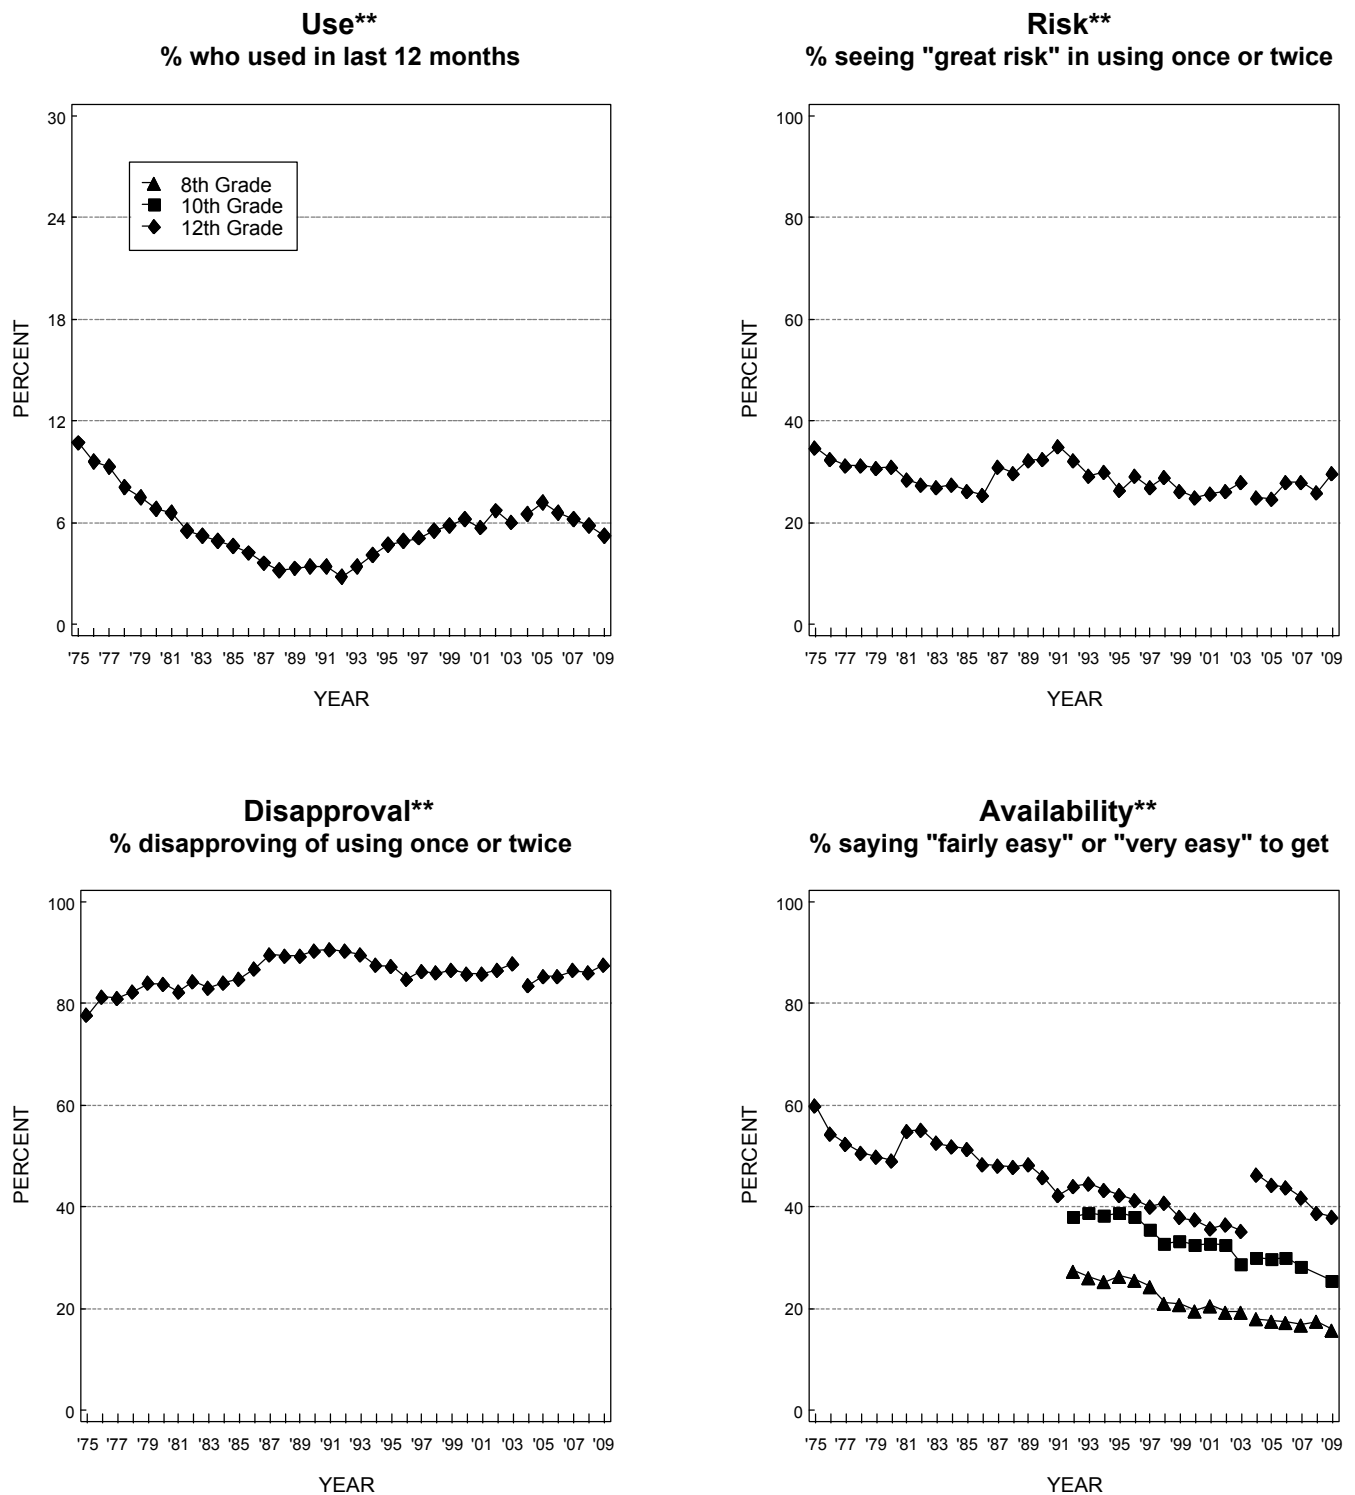 Use**
% who used in last 12 months
30
24
18
12
6
0
PERCENT
8th Grade
10th Grade
12th Grade
'75 '77 '79 '81 '83 '85 '87 '89 '91 '93 '95 '97 '99 '01 '03 '05 '07 '09
YEAR
Risk**
% seeing "great risk" in using once or twice
100
80
60
40
20
0
PERCENT
'75 '77 '79 '81 '83 '85 '87 '89 '91 '93 '95 '97 '99 '01 '03 '05 '07 '09
YEAR
Disapproval**
% disapproving of using once or twice
100
80
60
40
20
0
PERCENT
'75 '77 '79 '81 '83 '85 '87 '89 '91 '93 '95 '97 '99 '01 '03 '05 '07 '09
YEAR
Availability**
% saying "fairly easy" or "very easy" to get
100
80
60
40
20
0
PERCENT
'75 '77 '79 '81 '83 '85 '87 '89 '91 '93 '95 '97 '99 '01 '03 '05 '07 '09
YEAR